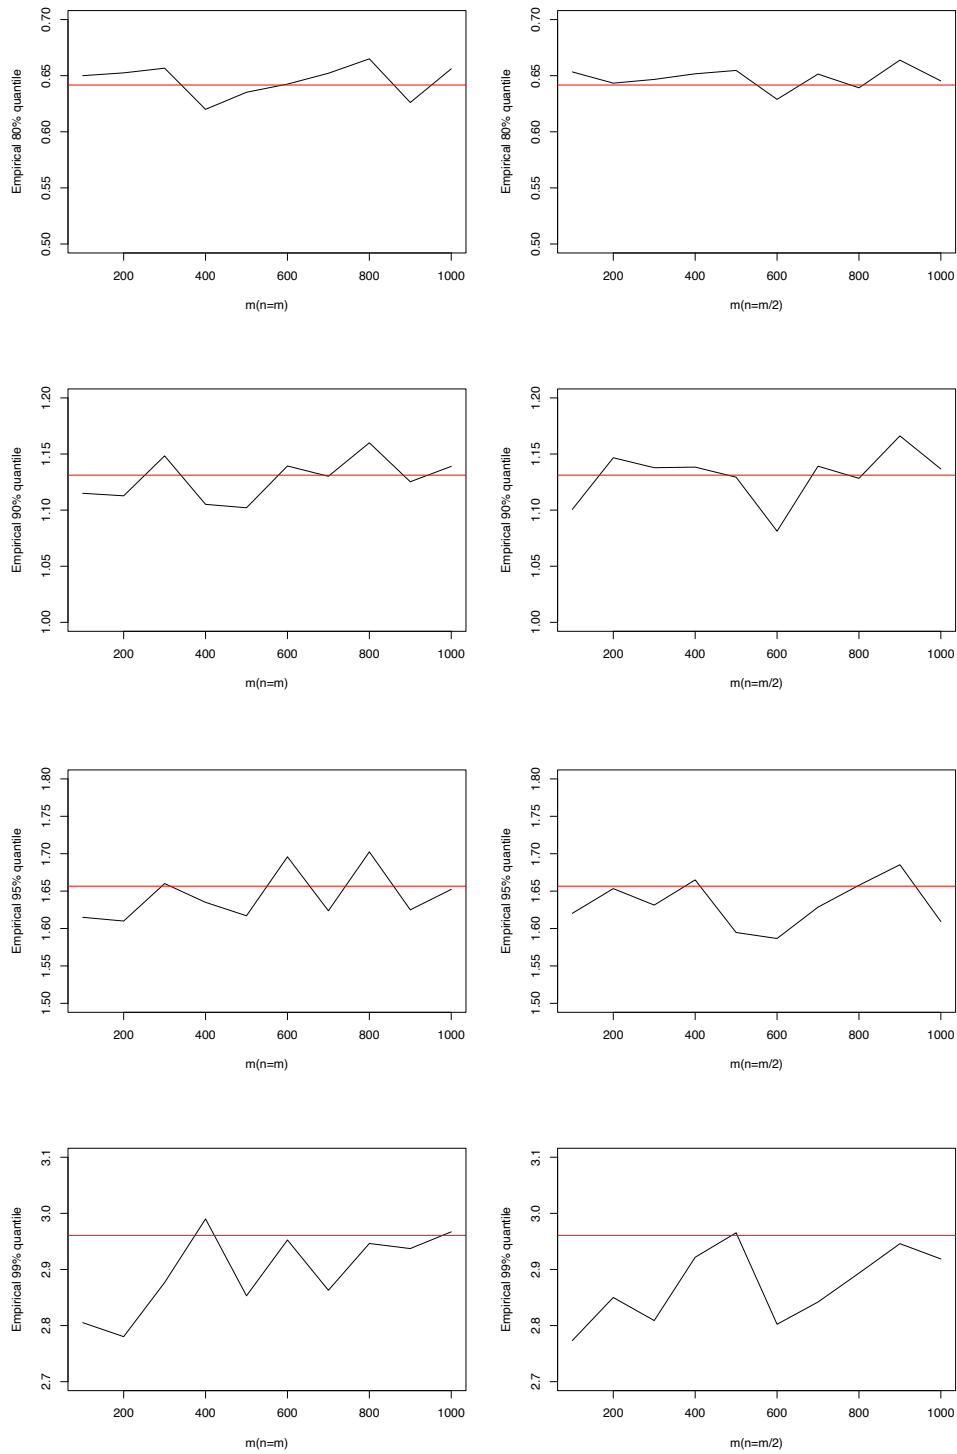 Empirical 80% quantile
0.50 0.55 0.60 0.65 0.70
200 400 600 800 1000
m(n=m)
Empirical 80% quantile
0.50 0.55 0.60 0.65 0.70
200 400 600 800 1000
m(n=m/2)
Empirical 90% quantile
1.00 1.05 1.10 1.15 1.20
200 400 600 800 1000
m(n=m)
Empirical 90% quantile
1.00 1.05 1.10 1.15 1.20
200 400 600 800 1000
m(n=m/2)
Empirical 95% quantile
1.50 1.55 1.60 1.65 1.70 1.75 1.80
200 400 600 800 1000
m(n=m)
Empirical 95% quantile
1.50 1.55 1.60 1.65 1.70 1.75 1.80
200 400 600 800 1000
m(n=m/2)
Empirical 99% quantile
2.7 2.8 2.9 3.0 3.1
200 400 600 800 1000
m(n=m)
Empirical 99% quantile
2.7 2.8 2.9 3.0 3.1
200 400 600 800 1000
m(n=m/2)